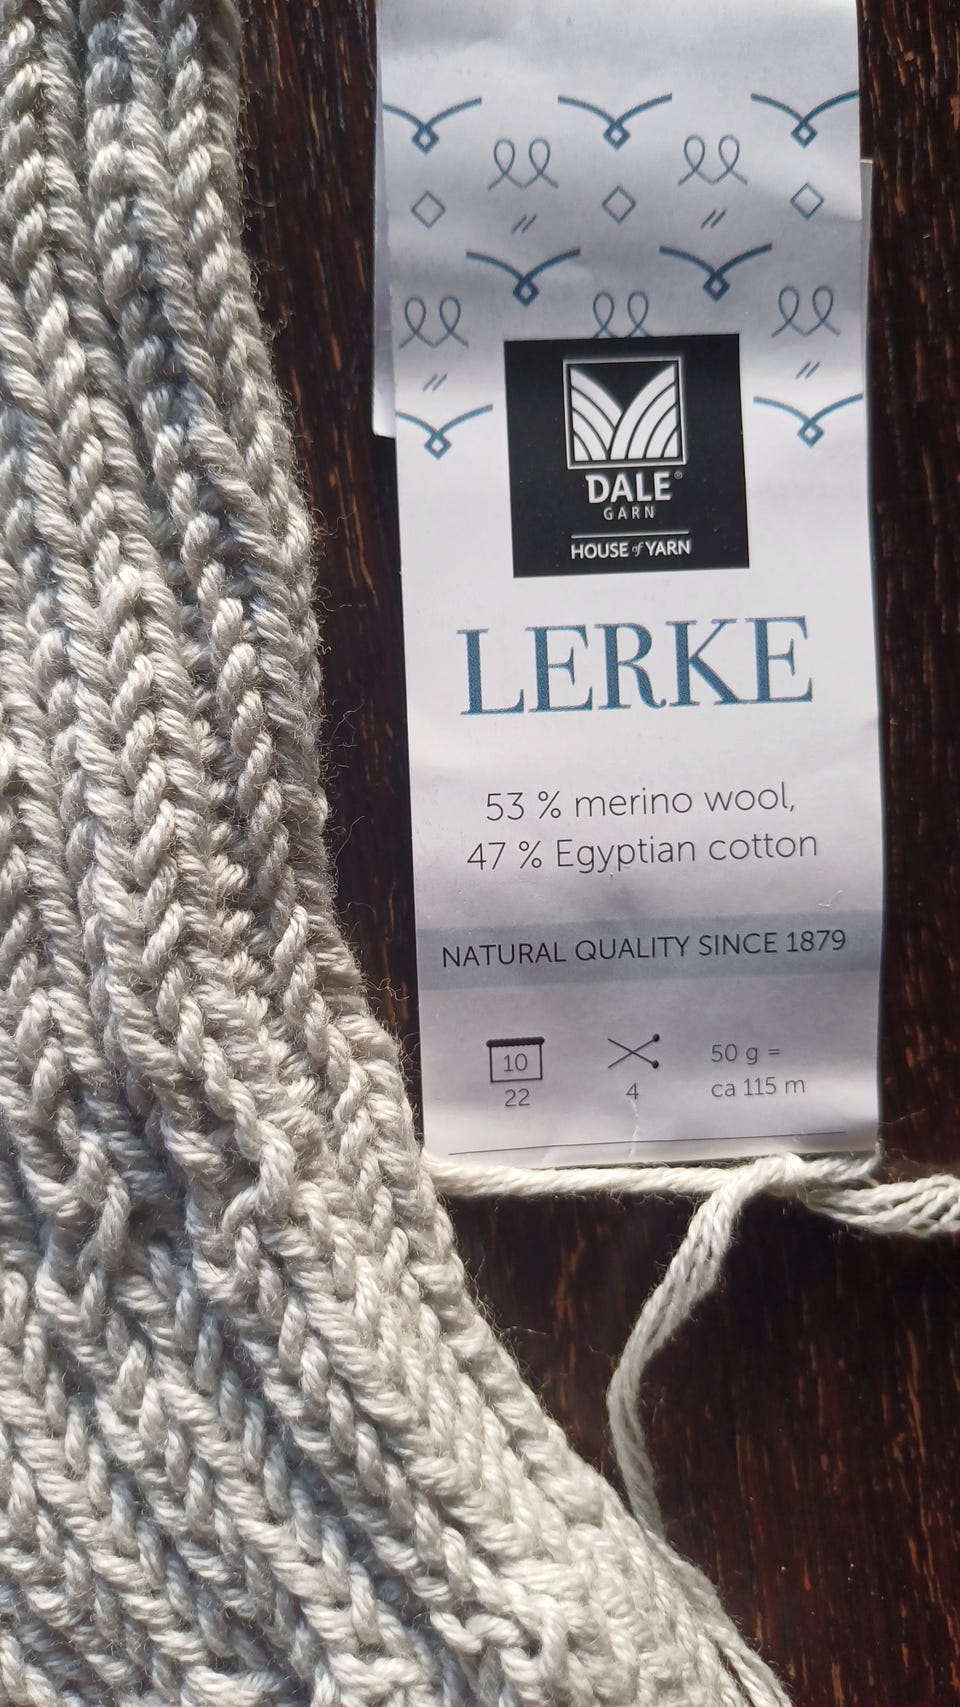 DALE®
GARN
HOUSE of YARN
LERKE
53 % merino wool,
47 % Egyptian cotton
NATURAL QUALITY SINCE 1879
10
22
4
50 g =
ca 115 m